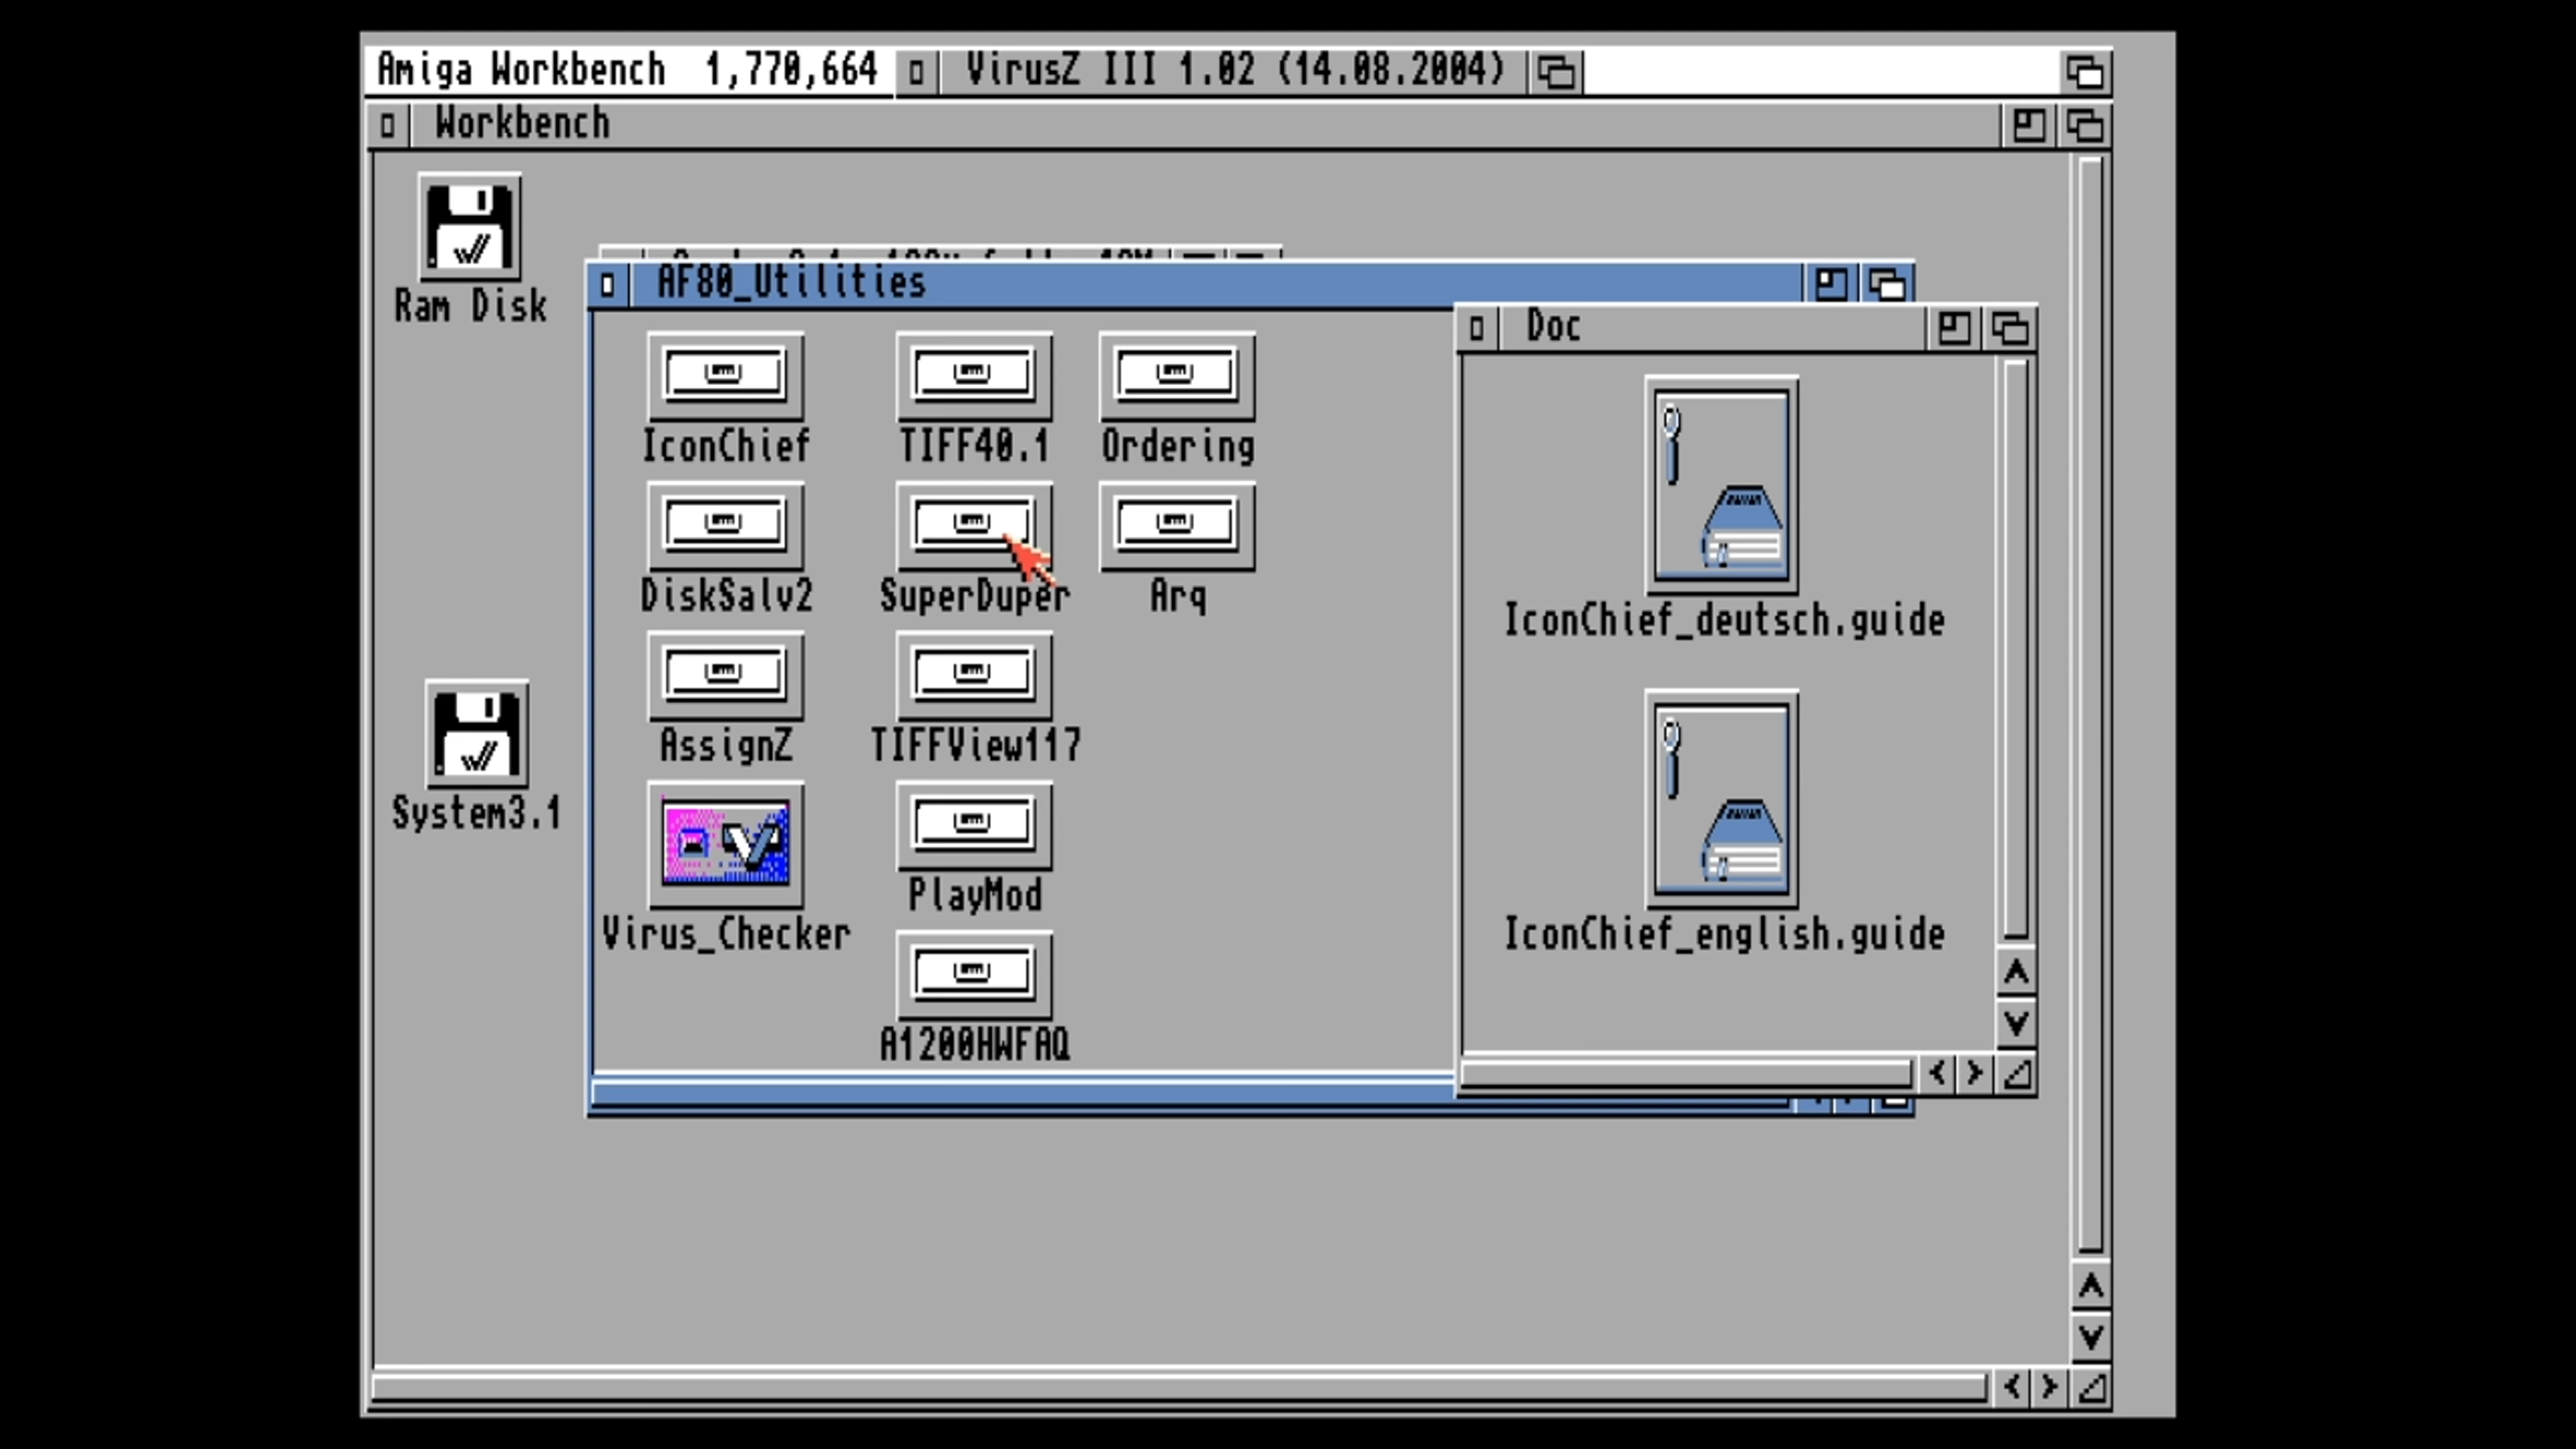 Amiga Workbench 1,770,664
VirusZ III 1.02 (14.08.2004)
Workbench
Ram Disk
System3.1
AF80_Utilities
IconChief
TIFF40.1
Ordering
DiskSalv2
SuperDuper
Arq
AssignZ
TIFFView117
Virus_Checker
PlayMod
A1200HWFAQ
Doc
IconChief_deutsch.guide
IconChief_english.guide